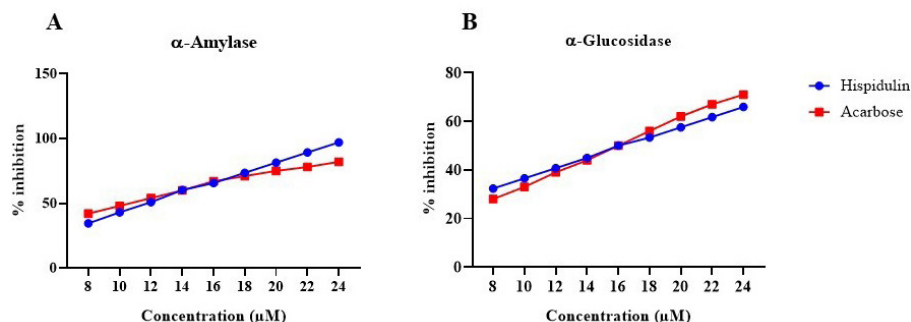 A
α-Amylase
150
100
50
0
% inhibition
8 10 12 14 16 18 20 22 24
Concentration (µM)
B
α-Glucosidase
80
60
40
20
0
% inhibition
8 10 12 14 16 18 20 22 24
Concentration (µM)
Hispidulin
Acarbose